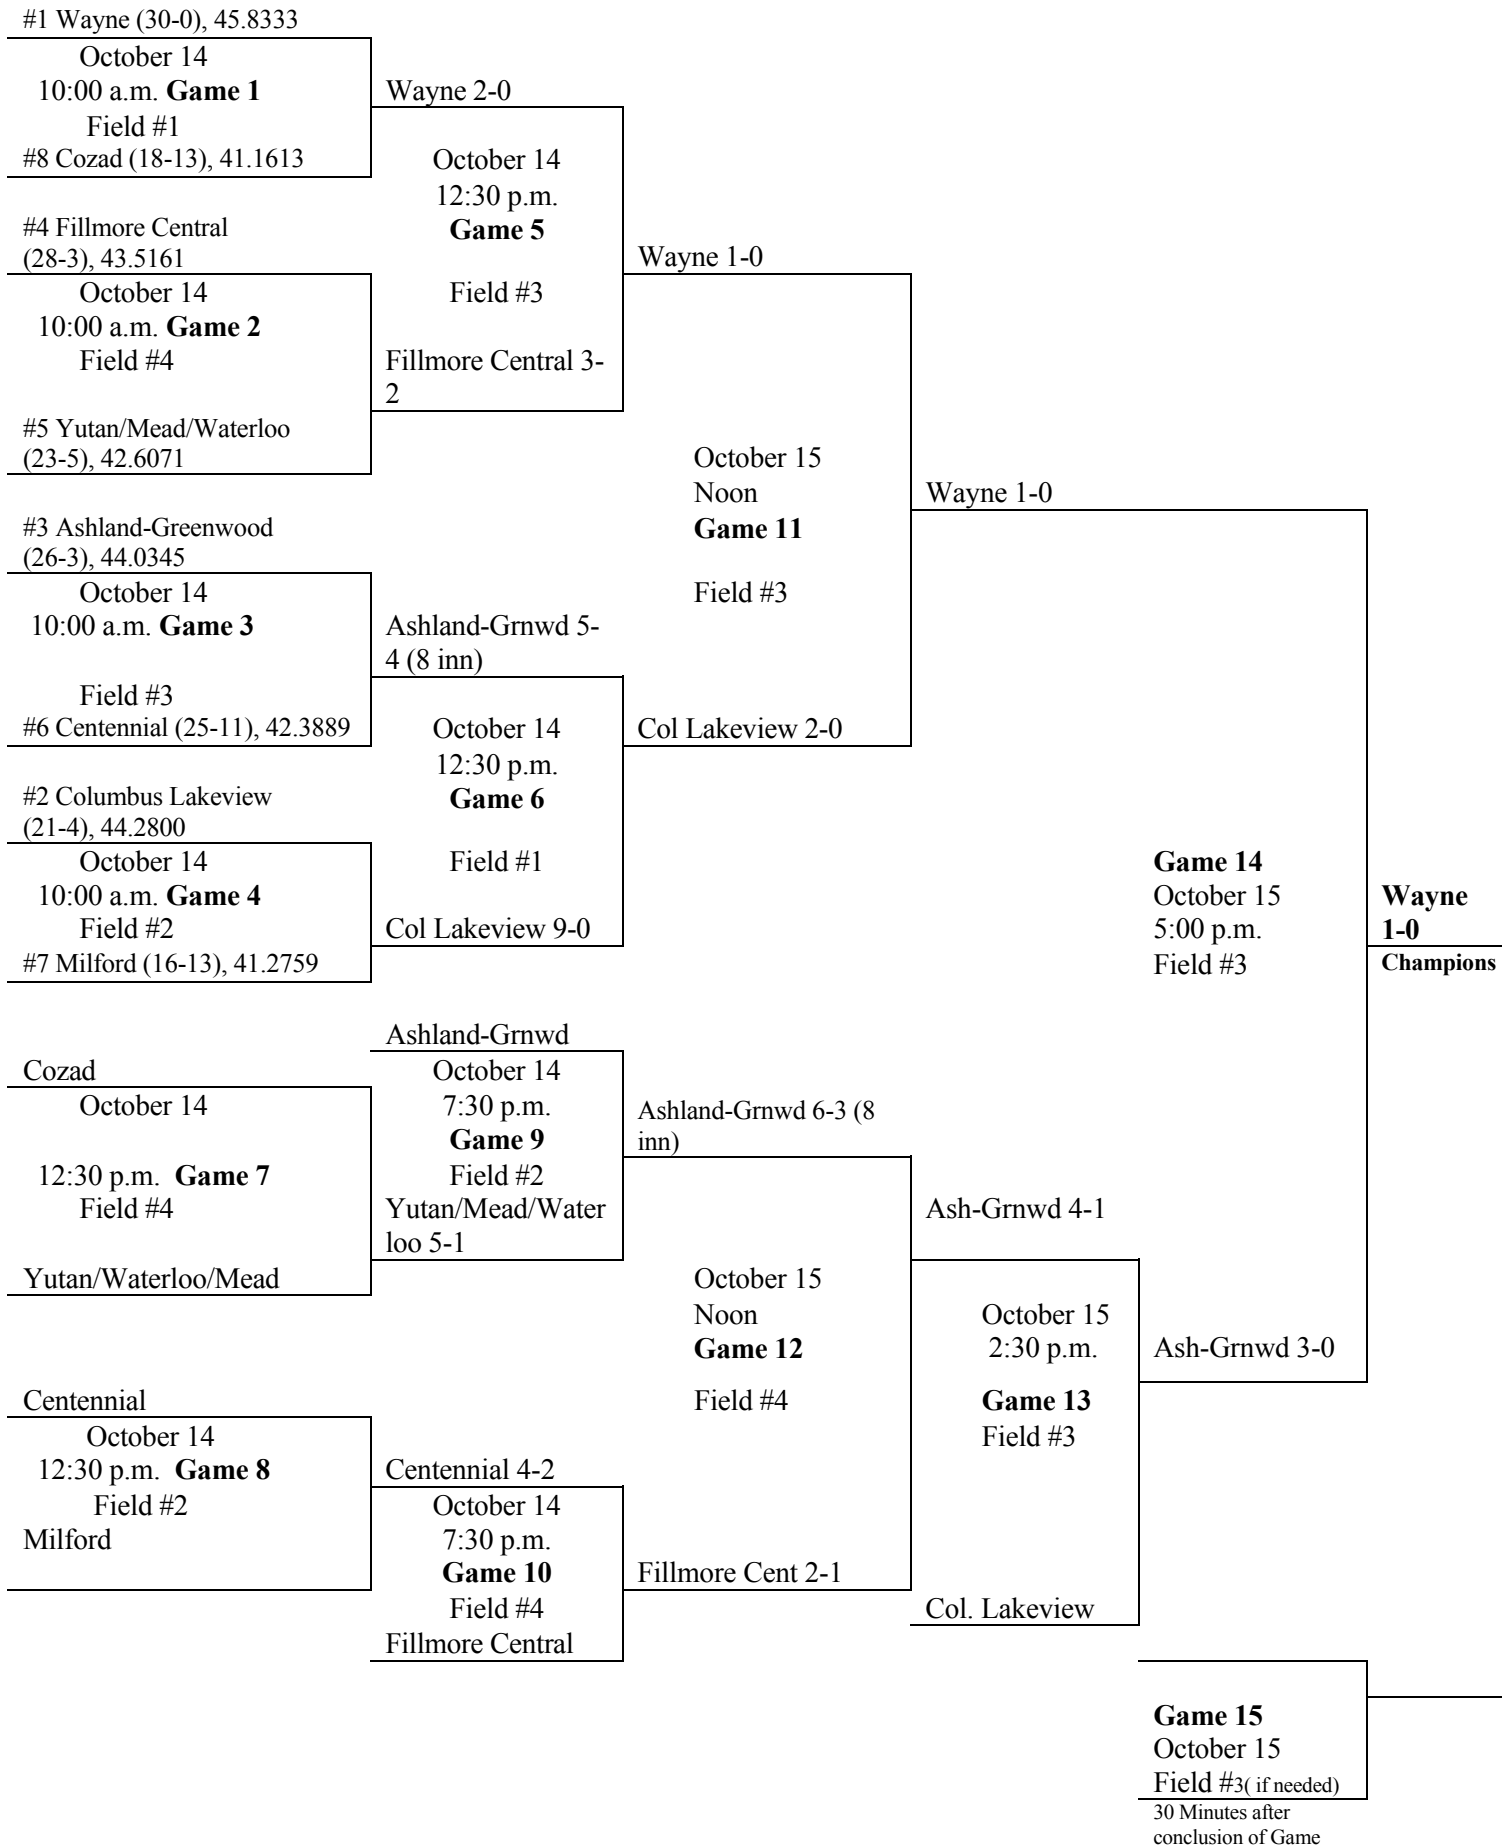 #1 Wayne (30-0), 45.8333
October 14
10:00 a.m. Game 1
Field #1
#8 Cozad (18-13), 41.1613
#4 Fillmore Central
(28-3), 43.5161
October 14
10:00 a.m. Game 2
Field #4
#5 Yutan/Mead/Waterloo
(23-5), 42.6071
#3 Ashland-Greenwood
(26-3), 44.0345
October 14
10:00 a.m. Game 3
Field #3
#6 Centennial (25-11), 42.3889
#2 Columbus Lakeview
(21-4), 44.2800
October 14
10:00 a.m. Game 4
Field #2
#7 Milford (16-13), 41.2759
Wayne 2-0
October 14
12:30 p.m.
Game 5
Field #3
Fillmore Central 3-
2
Ashland-Grnwd 5-
4 (8 inn)
October 14
12:30 p.m.
Game 6
Field #1
Col Lakeview 9-0
Wayne 1-0
October 15
Noon
Game 11
Field #3
Col Lakeview 2-0
Wayne 1-0
Game 14
October 15
5:00 p.m.
Field #3
Wayne
1-0
Champions
Cozad
October 14
12:30 p.m. Game 7
Field #4
Yutan/Waterloo/Mead
Centennial
October 14
12:30 p.m. Game 8
Field #2
Milford
Ashland-Grnwd
October 14
7:30 p.m.
Game 9
Field #2
Yutan/Mead/Water
loo 5-1
Centennial 4-2
October 14
7:30 p.m.
Game 10
Field #4
Fillmore Central
Ashland-Grnwd 6-3 (8
inn)
October 15
Noon
Game 12
Field #4
Fillmore Cent 2-1
Ash-Grnwd 4-1
October 15
2:30 p.m.
Game 13
Field #3
Col. Lakeview
Ash-Grnwd 3-0
Game 15
October 15
Field #3( if needed)
30 Minutes after
conclusion of Game